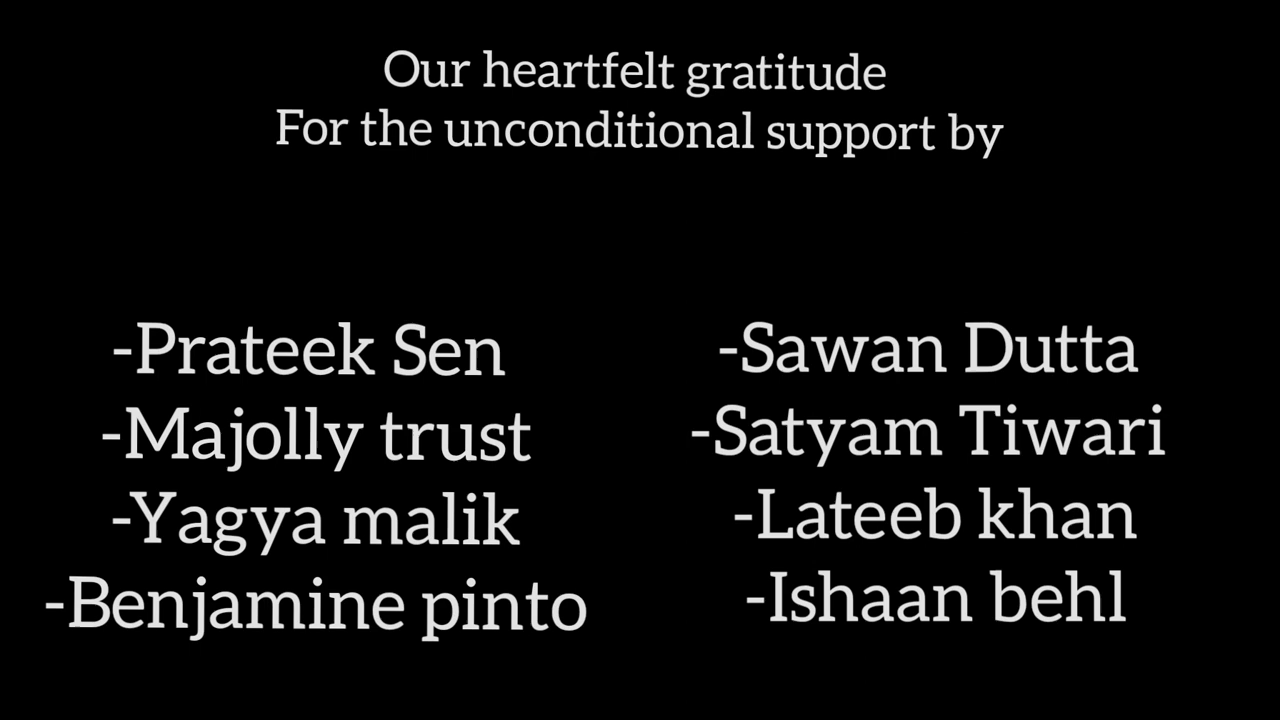 Our heartfelt gratitude
For the unconditional support by
-Prateek Sen
-Majolly trust
-Yagya malik
-Benjamine pinto
-Sawan Dutta
-Satyam Tiwari
-Lateeb khan
-Ishaan behl